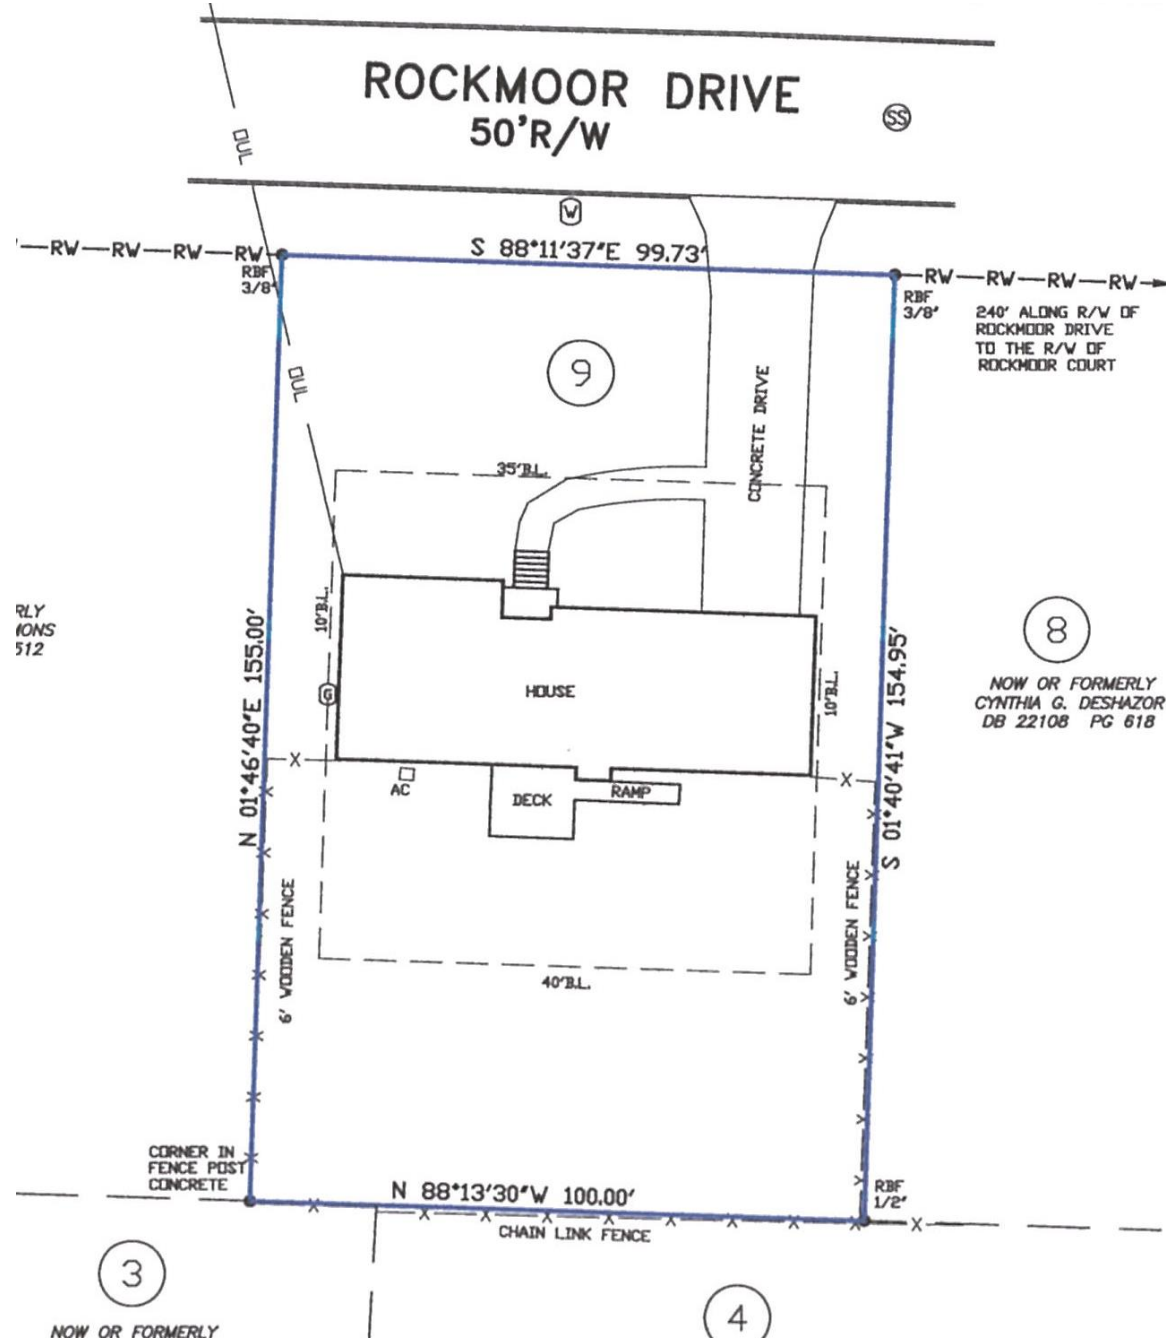 ROCKMOOR DRIVE
50'R/W
SS
OUL
W
RW RW RW RW
S 88°11'37"E 99.73'
RW RW RW RW
RBF
3/8"
RBF
3/8"
240' ALONG R/W OF
ROCKMOOR DRIVE
TO THE R/W OF
ROCKMOOR COURT
9
OUL
CONCRETE DRIVE
35'B.L.
10'B.L.
RLY
512
N 01°46'40"E 155.00'
G
HOUSE
10'B.L.
S 01°40'41"W 154.95'
8
NOW OR FORMERLY
CYNTHIA G. DESHAZOR
DB 22108 PG 618
X
X
AC
DECK
RAMP
6' WOODEN FENCE
6' WOODEN FENCE
40'B.L.
CORNER IN
FENCE POST
CONCRETE
N 88°13'30"W 100.00'
RBF
1/2"
CHAIN LINK FENCE
3
NOW OR FORMERLY
4